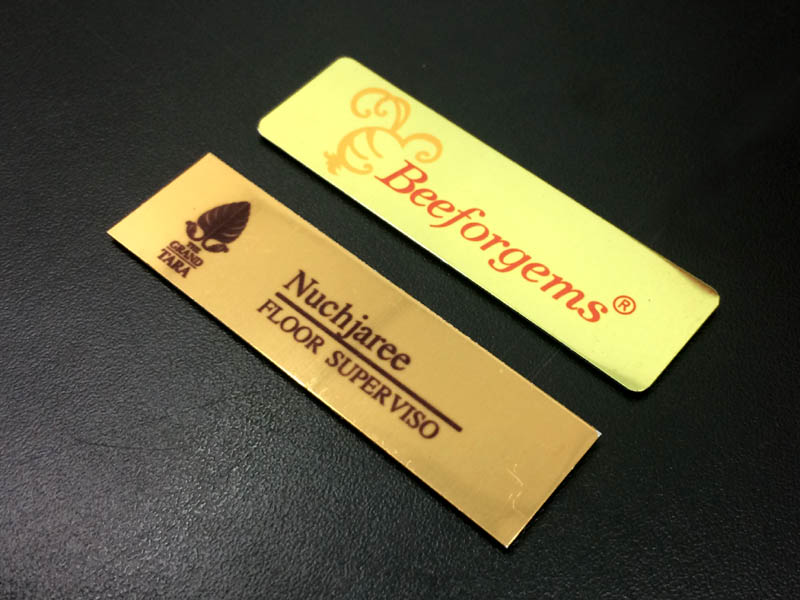 Beeforgems®
THE
GRAND
TARA
Nuchjaree
FLOOR SUPERVISO